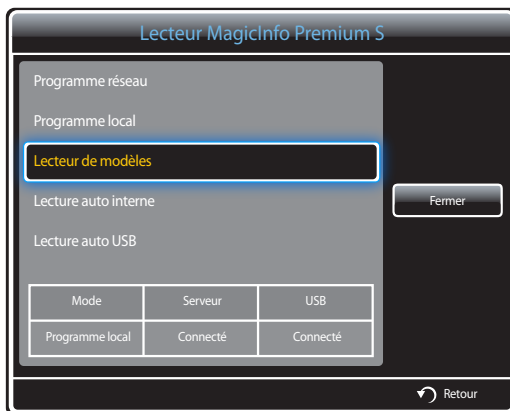 Lecteur MagicInfo Premium S
Programme réseau
Programme local
Lecteur de modèles
Lecture auto interne
Lecture auto USB
Fermer
Mode Serveur USB
Programme local Connecté Connecté
Retour